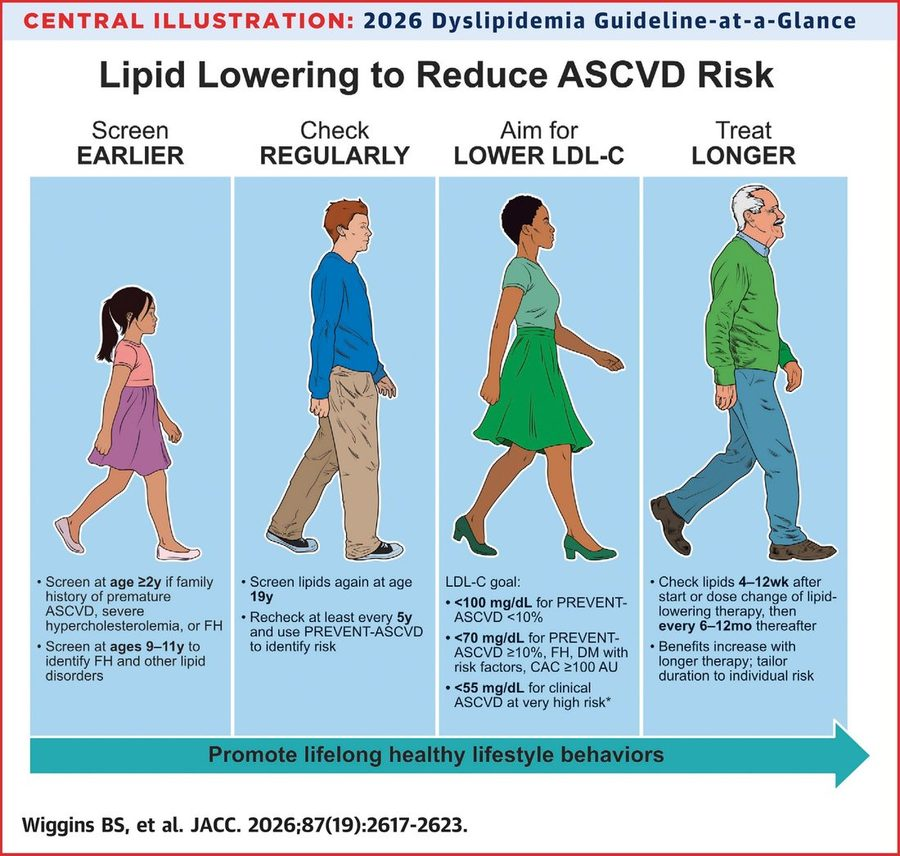 CENTRAL ILLUSTRATION: 2026 Dyslipidemia Guideline-at-a-Glance
Lipid Lowering to Reduce ASCVD Risk
Screen
EARLIER
Check
REGULARLY
Aim for
LOWER LDL-C
Treat
LONGER
• Screen at age ≥2y if family
history of premature
ASCVD, severe
hypercholesterolemia, or FH
• Screen at ages 9–11y to
identify FH and other lipid
disorders
• Screen lipids again at age
19y
• Recheck at least every 5y
and use PREVENT-ASCVD
to identify risk
LDL-C goal:
• <100 mg/dL for PREVENT-
ASCVD <10%
• <70 mg/dL for PREVENT-
ASCVD ≥10%, FH, DM with
risk factors, CAC ≥100 AU
• <55 mg/dL for clinical
ASCVD at very high risk*
• Check lipids 4–12wk after
start or dose change of lipid-
lowering therapy, then
every 6–12mo thereafter
• Benefits increase with
longer therapy; tailor
duration to individual risk
Promote lifelong healthy lifestyle behaviors
Wiggins BS, et al. JACC. 2026;87(19):2617-2623.